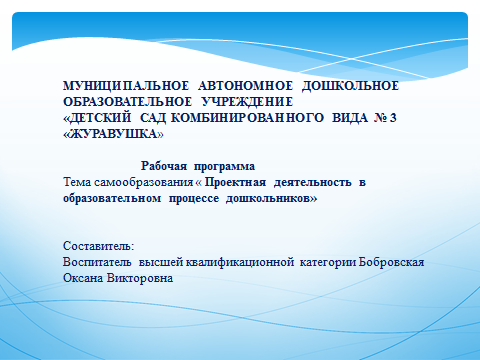 МУНИЦИПАЛЬНОЕ АВТОНОМНОЕ ДОШКОЛЬНОЕ
ОБРАЗОВАТЕЛЬНОЕ УЧРЕЖДЕНИЕ
«ДЕТСКИЙ САД КОМБИНИРОВАННОГО ВИДА № 3
«ЖУРАВУШКА»
Рабочая программа
Тема самообразования « Проектная деятельность в
образовательном процессе дошкольников»
Составитель:
Воспитатель высшей квалификационной категории Бобровская
Оксана Викторовна